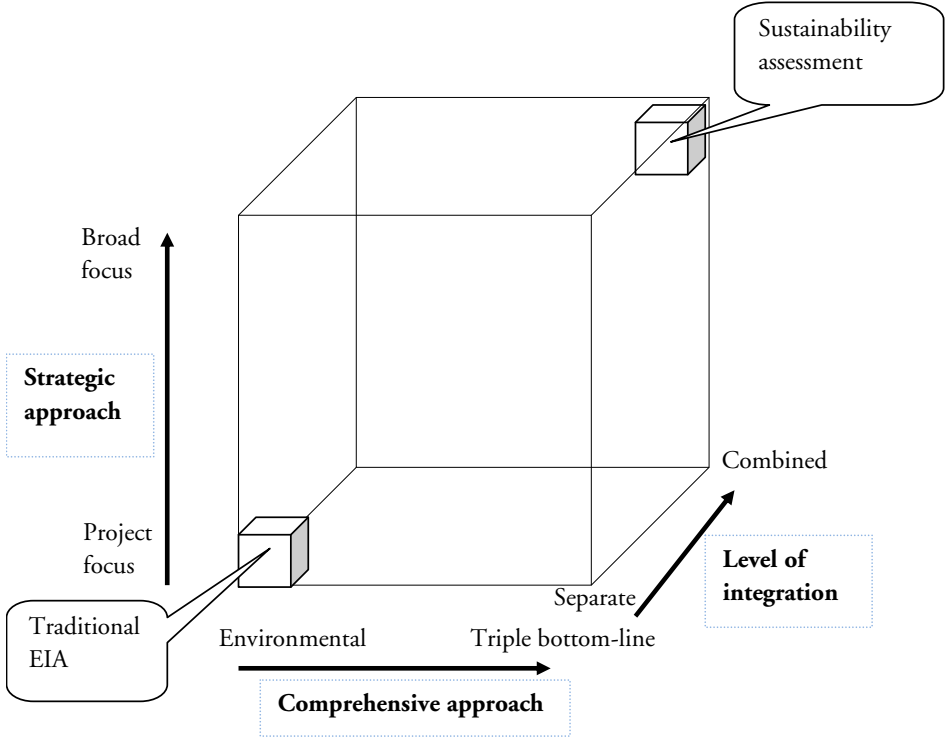 Sustainability
assessment
Broad
focus
Strategic
approach
Combined
Project
focus
Level of
integration
Separate
Traditional
EIA
Environmental
Triple bottom-line
Comprehensive approach